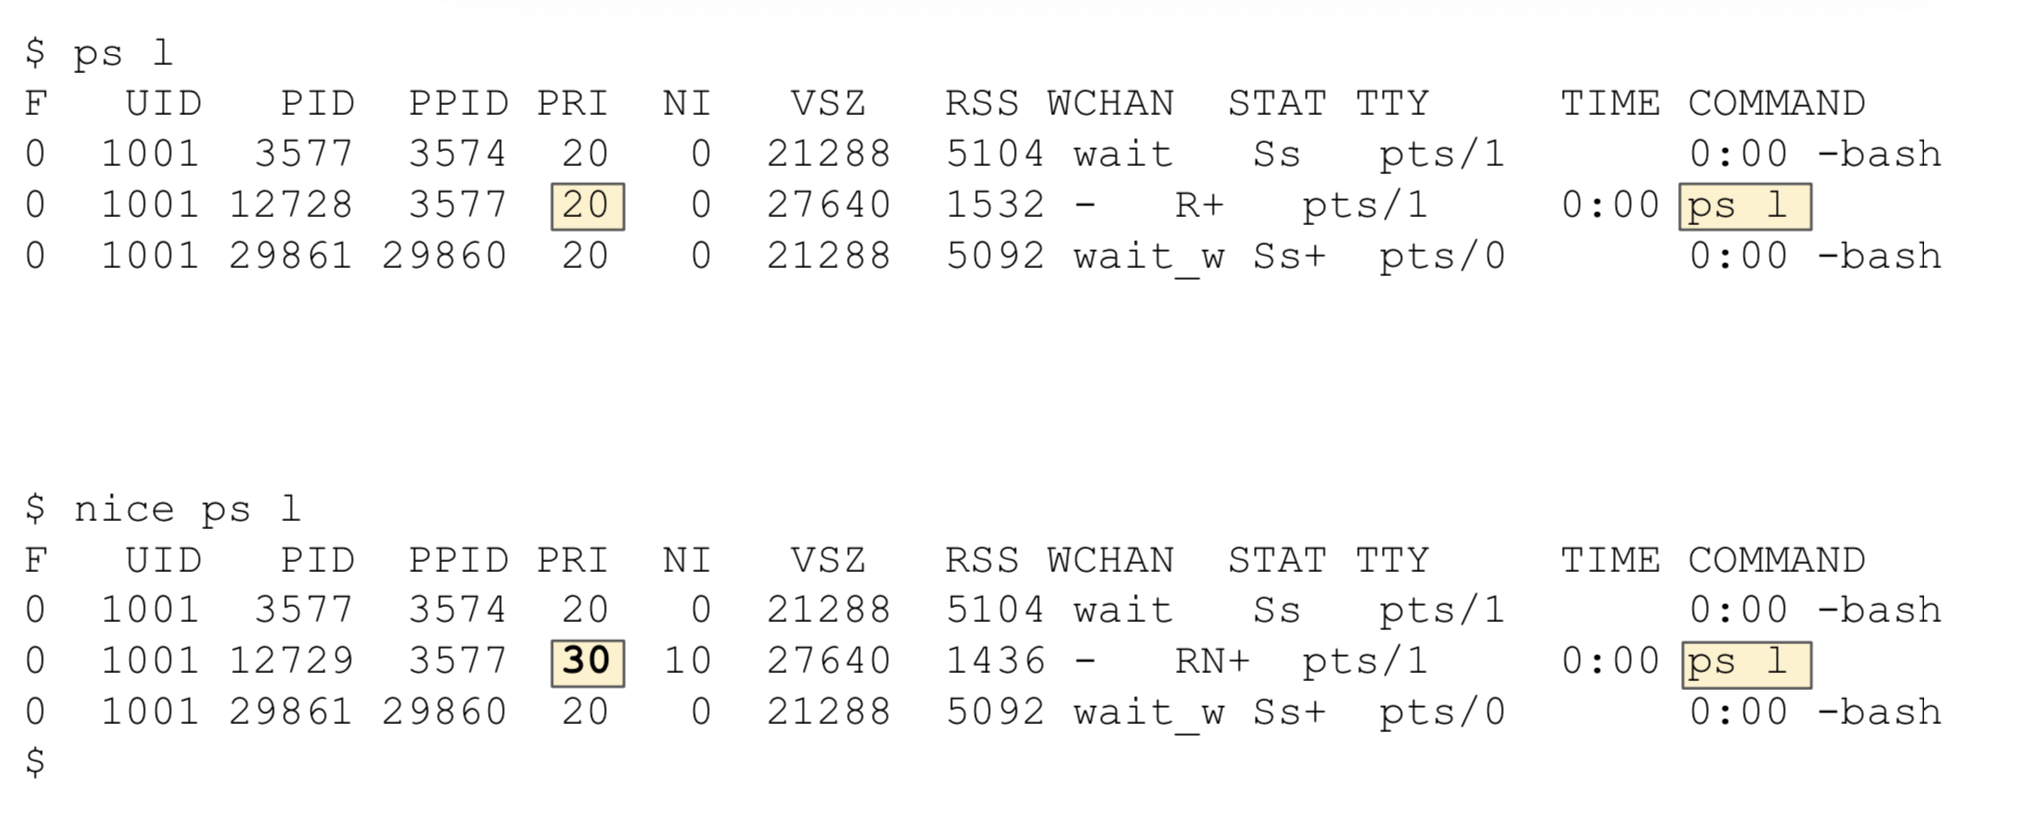 $ ps l
F   UID   PID  PPID PRI  NI   VSZ   RSS WCHAN  STAT TTY     TIME COMMAND
0  1001  3577  3574  20   0 21288  5104 wait   Ss   pts/1       0:00 -bash
0  1001 12728  3577  20   0 27640  1532 -   R+   pts/1     0:00 ps l
0  1001 29861 29860  20   0 21288  5092 wait_w Ss+  pts/0       0:00 -bash
$ nice ps l
F   UID   PID  PPID PRI  NI   VSZ   RSS WCHAN  STAT TTY     TIME COMMAND
0  1001  3577  3574  20   0 21288  5104 wait   Ss   pts/1       0:00 -bash
0  1001 12729  3577  30  10 27640  1436 -   RN+  pts/1     0:00 ps l
0  1001 29861 29860  20   0 21288  5092 wait_w Ss+  pts/0       0:00 -bash
$